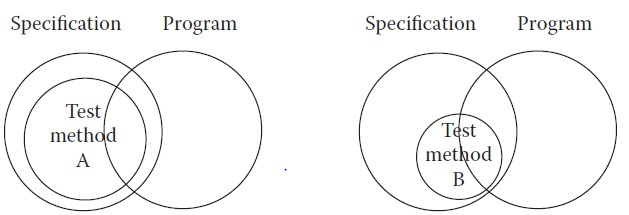 Specification Program
Test
method
A
Specification Program
Test
method
B